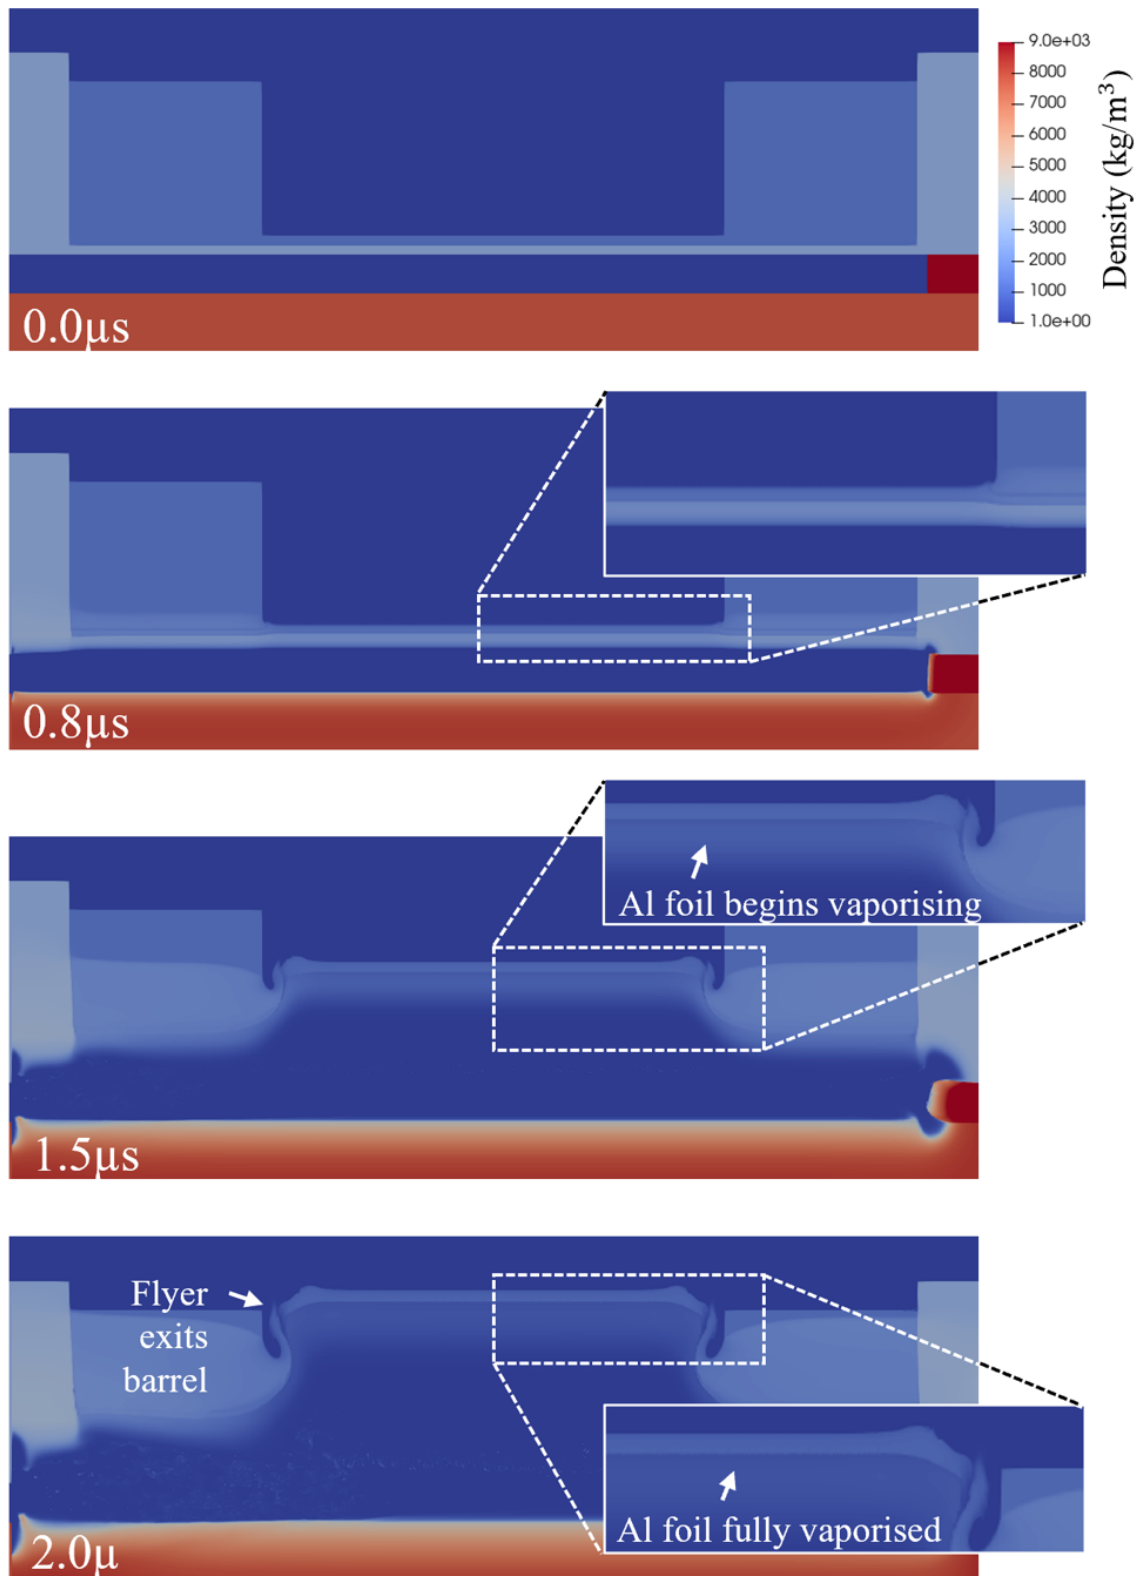 9.0e+03
8000
7000
6000
5000
4000
3000
2000
1000
1.0e+00
Density (kg/m³)
0.0µs
0.8µs
Al foil begins vaporising
1.5µs
Flyer
exits
barrel
Al foil fully vaporised
2.0µ